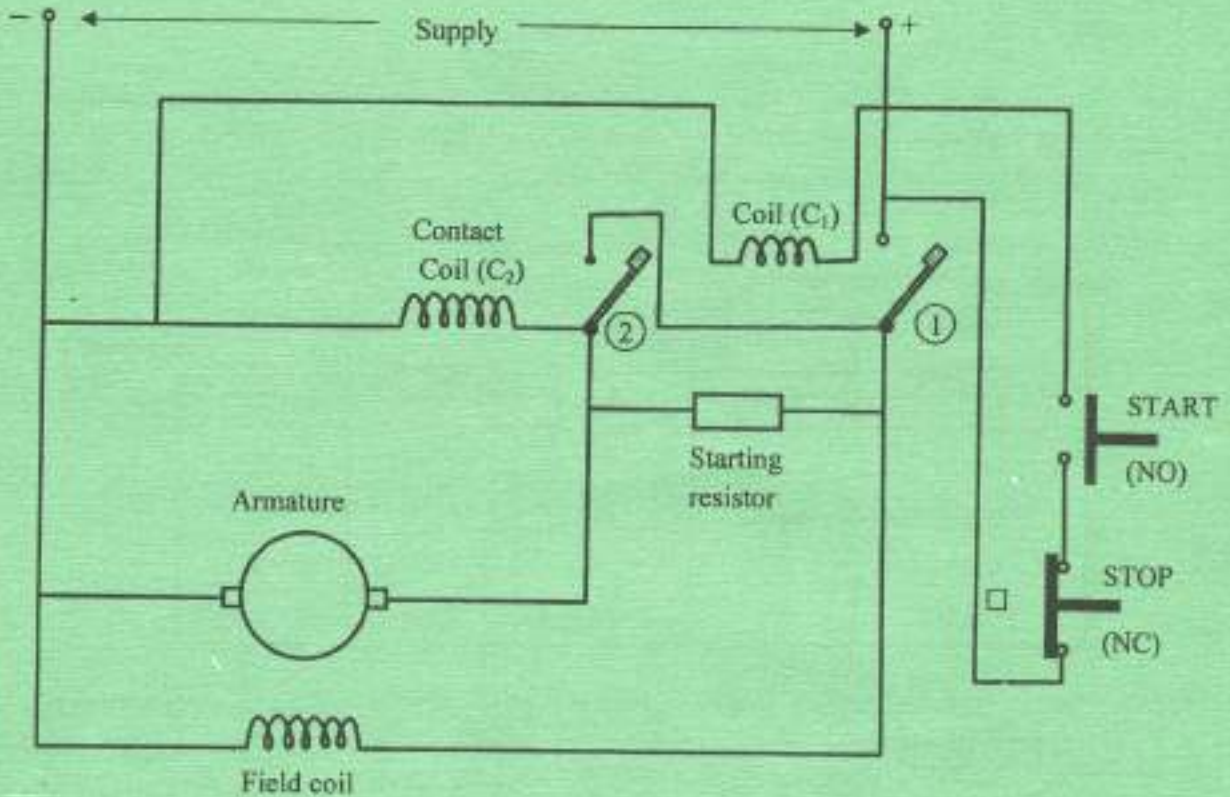 − Supply +
Contact
Coil (C₂)
Coil (C₁)
②
①
START
(NO)
Starting
resistor
Armature
STOP
(NC)
Field coil